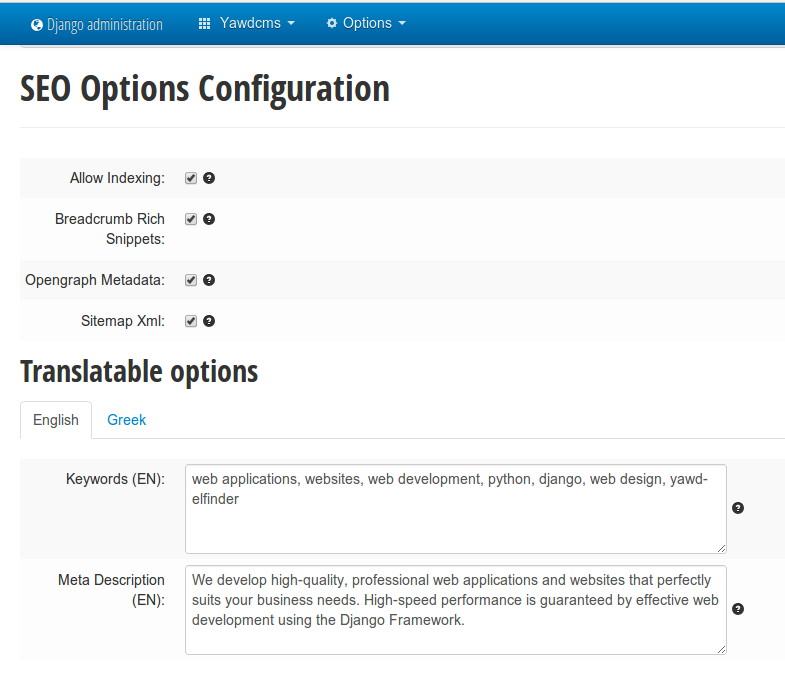 Django administration Yawdcms Options
SEO Options Configuration
Allow Indexing:
Breadcrumb Rich
Snippets:
Opengraph Metadata:
Sitemap Xml:
Translatable options
English Greek
Keywords (EN):
web applications, websites, web development, python, django, web design, yawd-
elfinder
Meta Description
(EN):
We develop high-quality, professional web applications and websites that perfectly
suits your business needs. High-speed performance is guaranteed by effective web
development using the Django Framework.